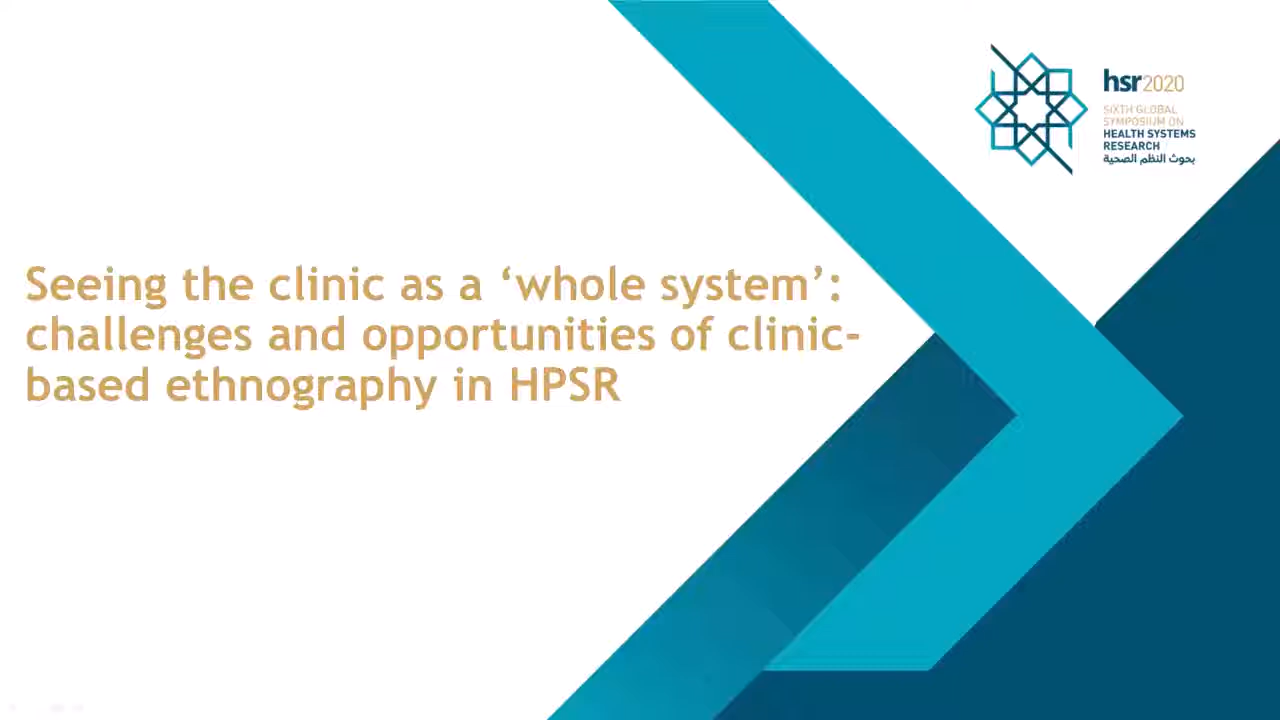 hsr2020
SIXTH GLOBAL
SYMPOSIUM ON
HEALTH SYSTEMS
RESEARCH
بحوث النظم الصحية
Seeing the clinic as a ‘whole system’:
challenges and opportunities of clinic-
based ethnography in HPSR